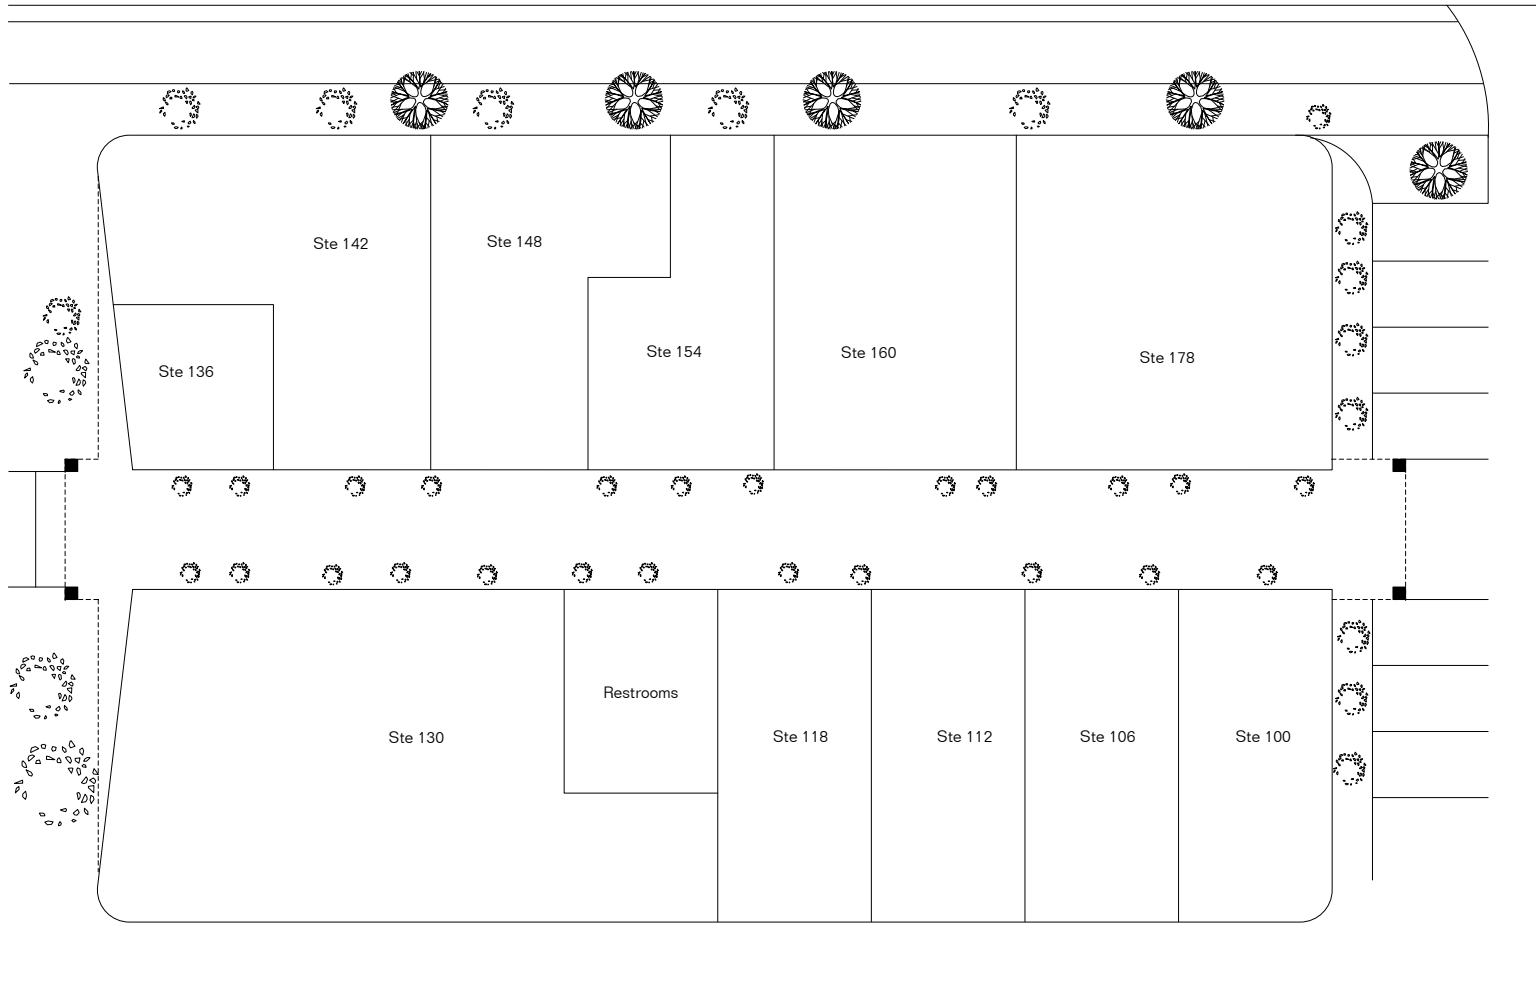 Ste 142
Ste 148
Ste 154
Ste 160
Ste 178
Ste 136
Restrooms
Ste 130
Ste 118
Ste 112
Ste 106
Ste 100